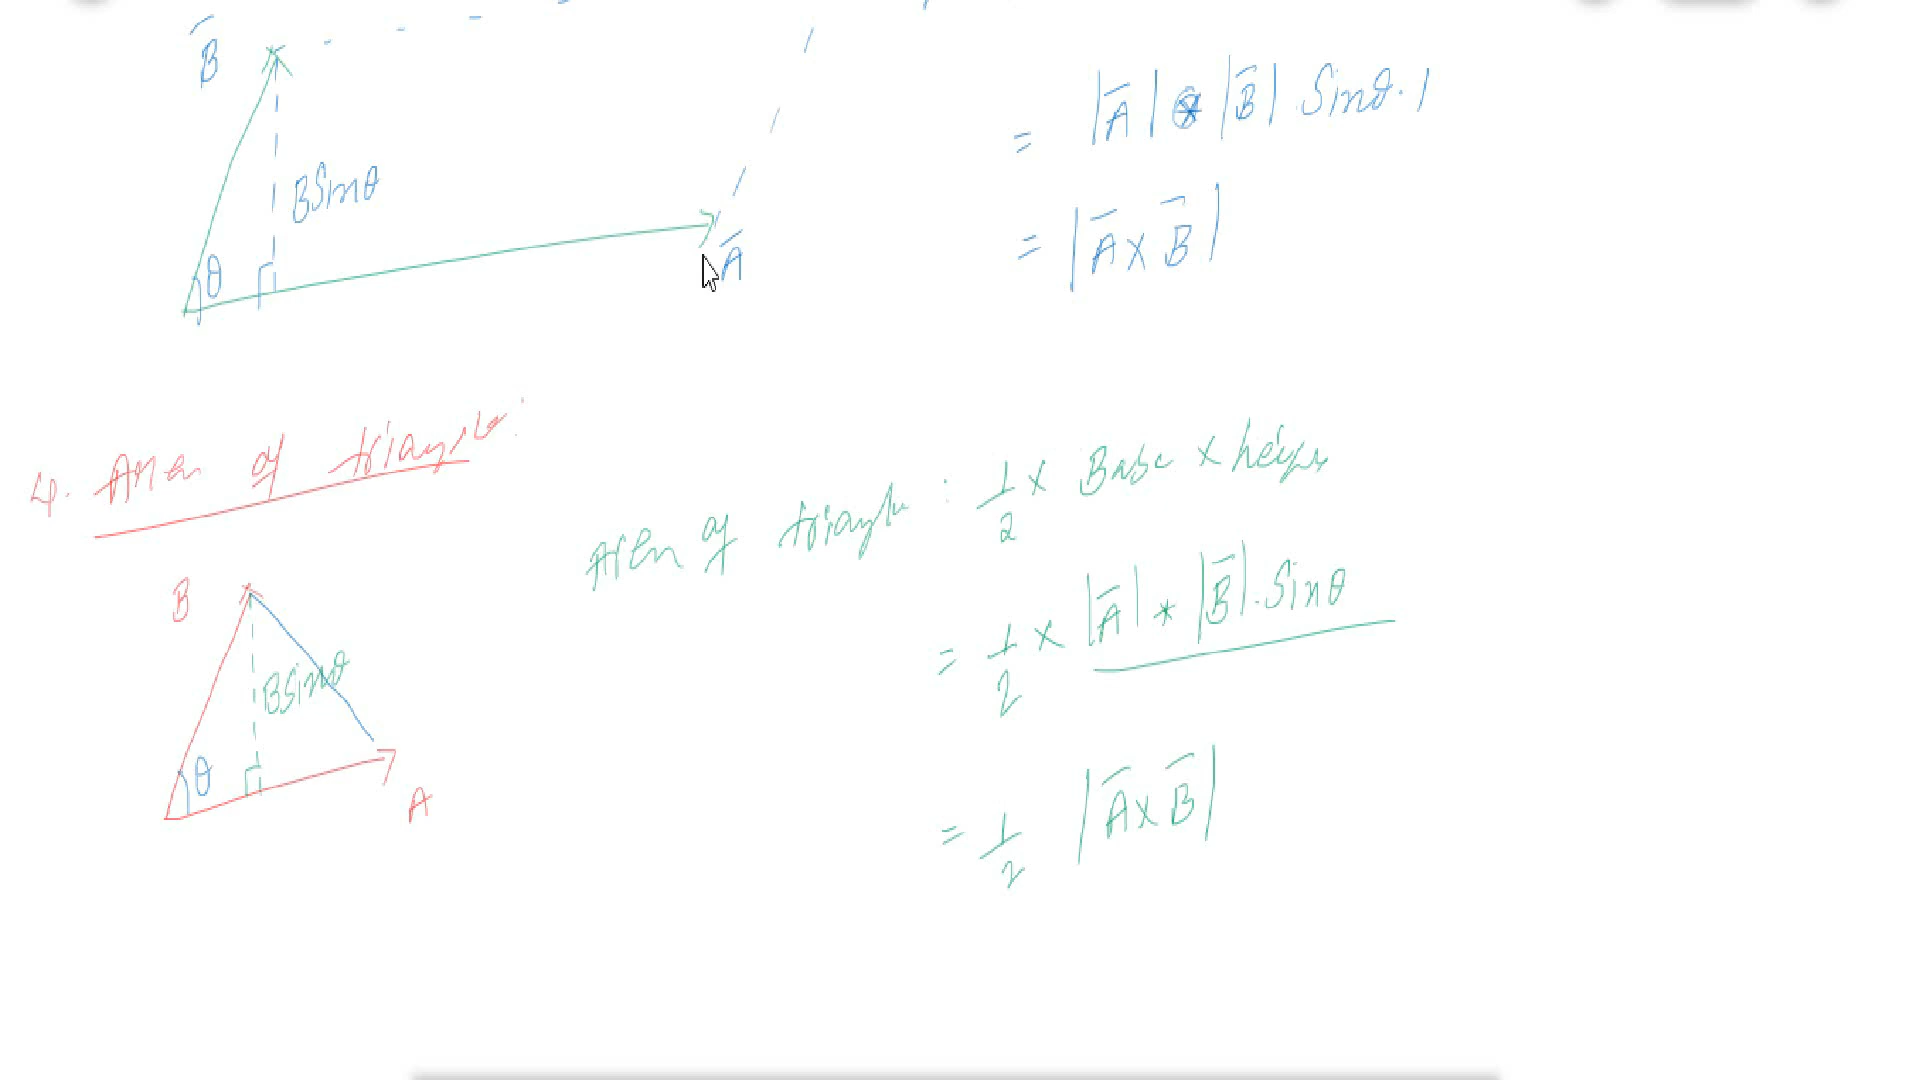 B̅
= |A̅| * |B̅| . Sinθ . 1
BSinθ
= |A̅ x B̅|
θ
A̅
4. Area of triangle:
Area of triangle : 1/2 x Base x height
B
= 1/2 x |A̅| * |B̅| . Sinθ
BSinθ
θ
A
= 1/2 |A̅ x B̅|